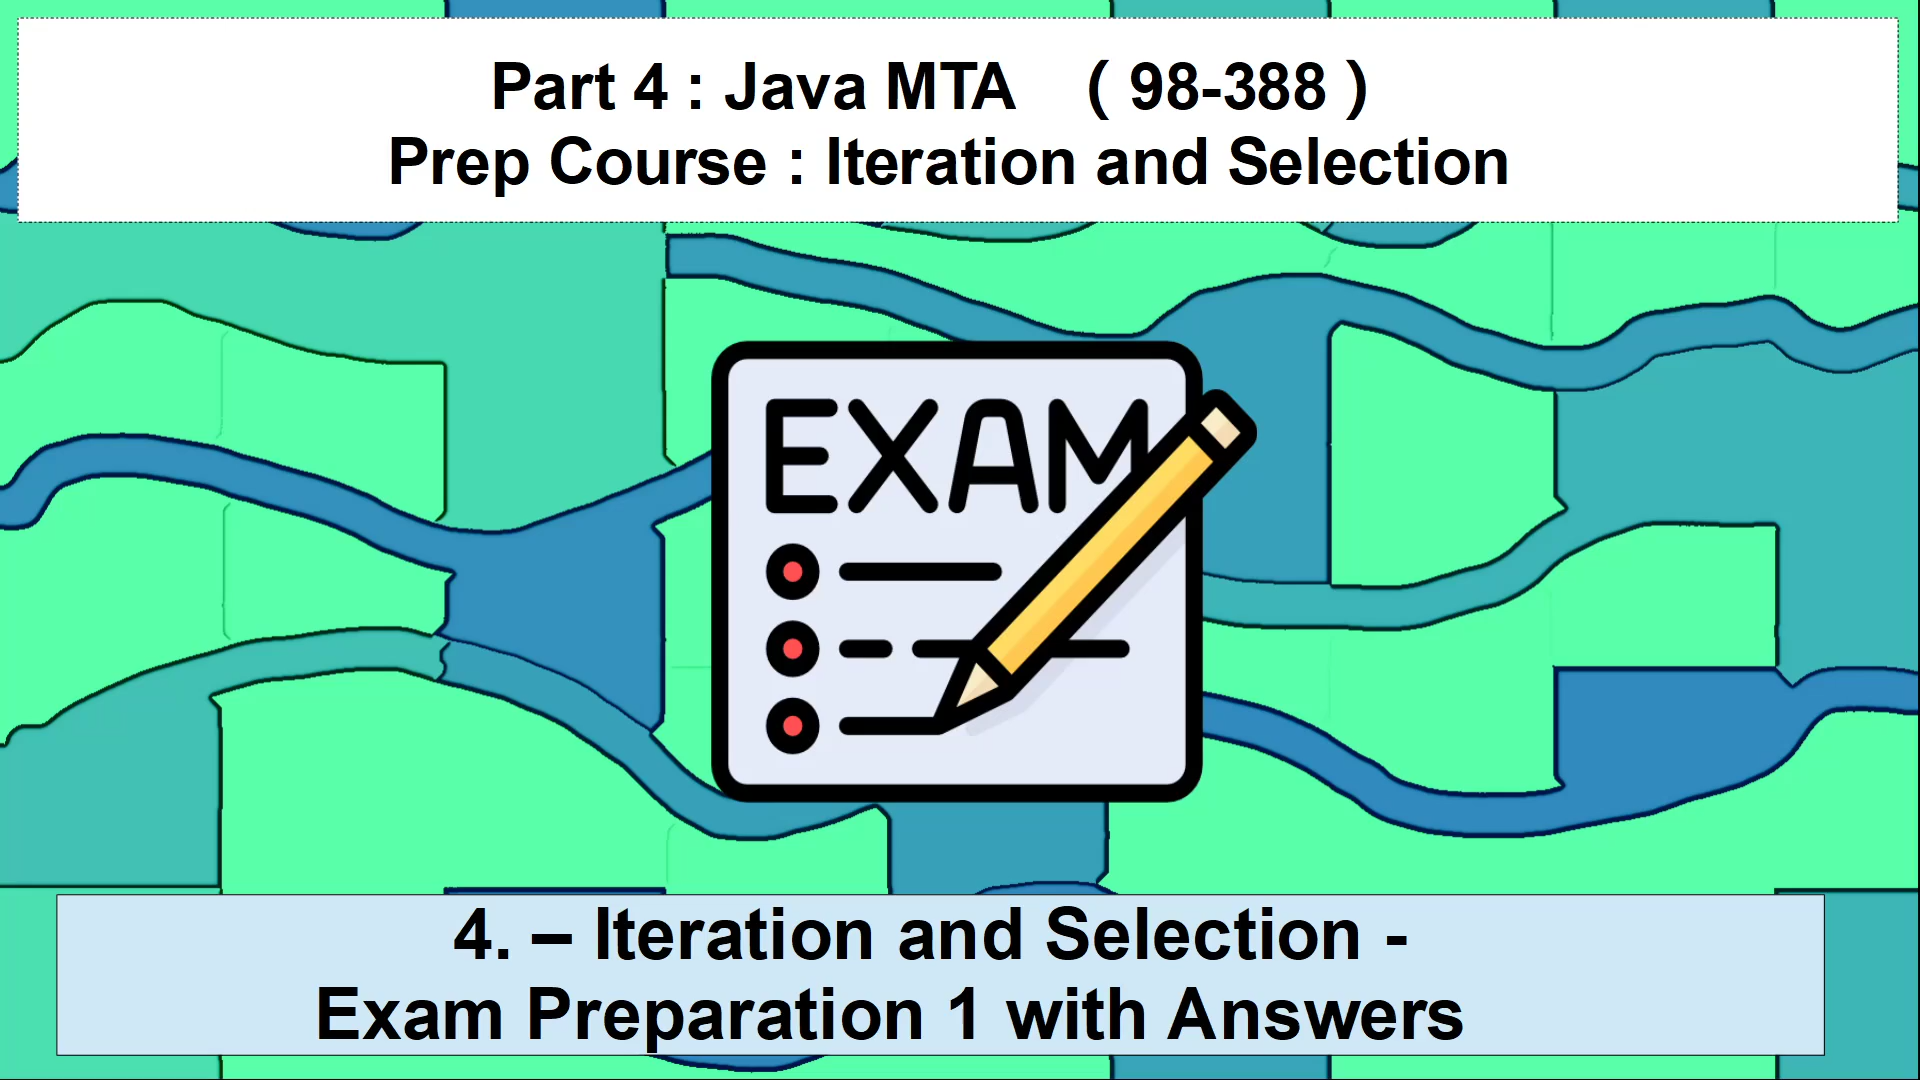 Part 4 : Java MTA ( 98-388 )
Prep Course : Iteration and Selection
EXAM
4. – Iteration and Selection -
Exam Preparation 1 with Answers